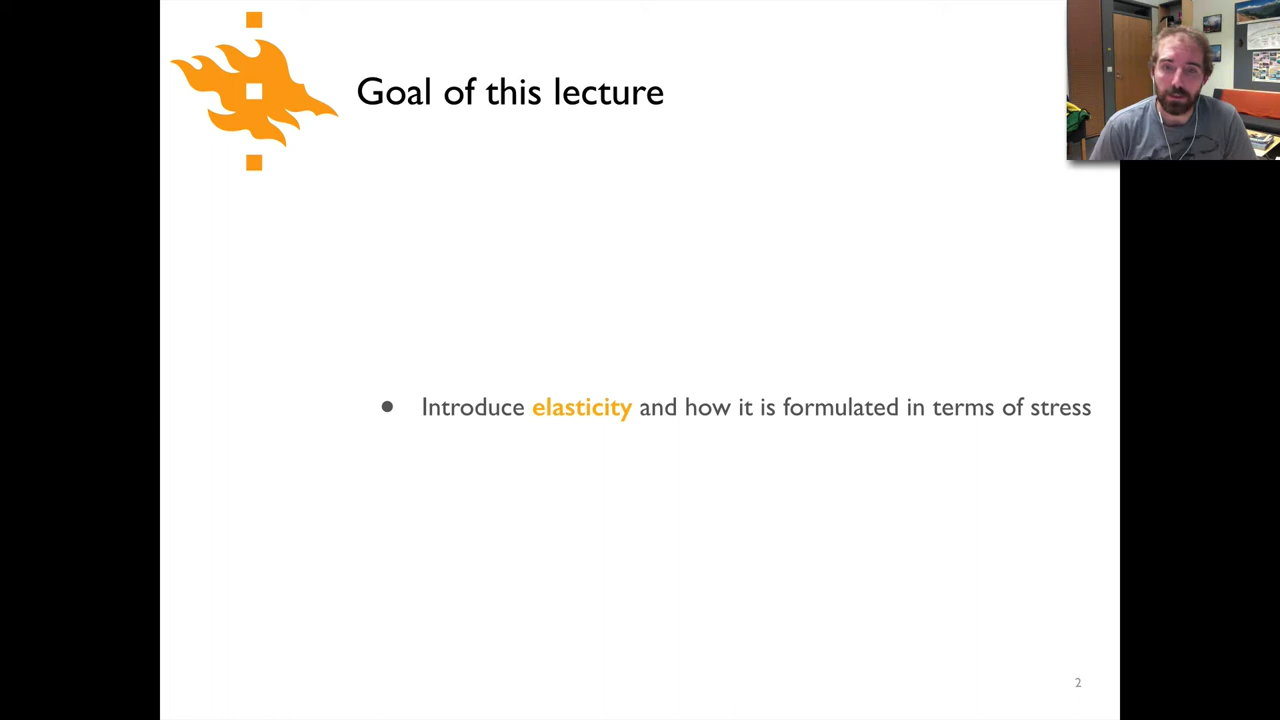 Goal of this lecture
● Introduce elasticity and how it is formulated in terms of stress
2